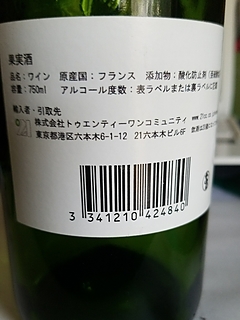 果実酒
品名:ワイン 原産国:フランス 添加物:酸化防止剤
容量:750ml アルコール度数:表ラベルまたは裏ラベルに記載
輸入者・引取先
株式会社トゥエンティーワンコミュニティ
東京都港区六本木6-1-12 21六本木ビル6F
3 341210 424840